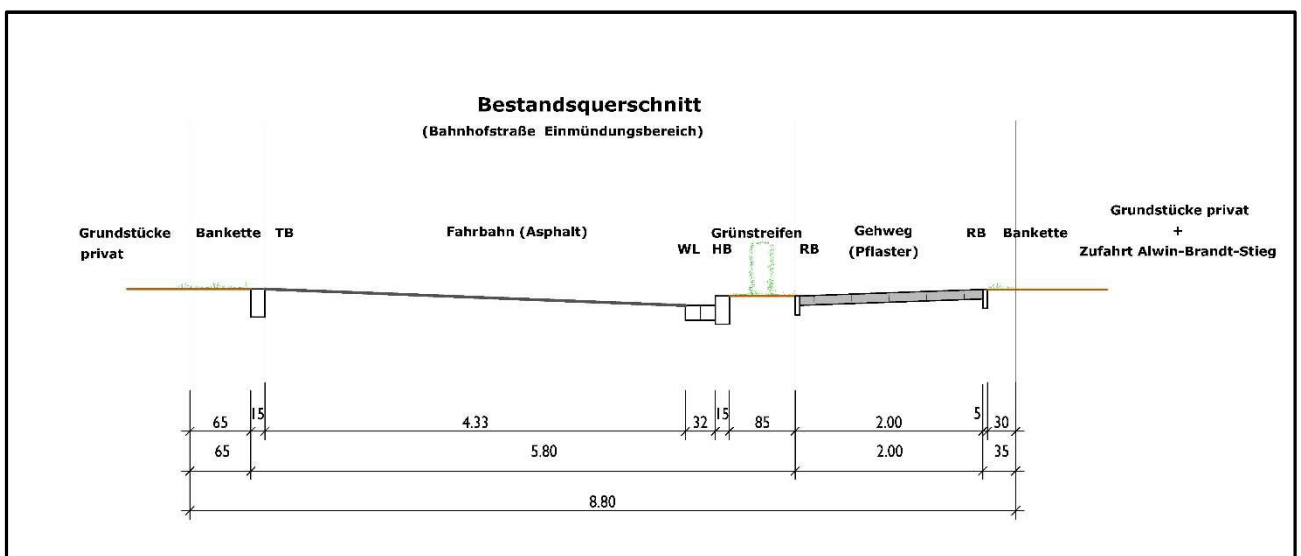 Bestandsquerschnitt
(Bahnhofstraße Einmündungsbereich)
Grundstücke privat
+
Zufahrt Alwin-Brandt-Stieg
Grundstücke
privat
Bankette
TB
Fahrbahn (Asphalt)
WL
HB
Grünstreifen
RB
Gehweg
(Pflaster)
RB
Bankette
65
15
4.33
32
15
85
2.00
5
30
65
5.80
2.00
35
8.80